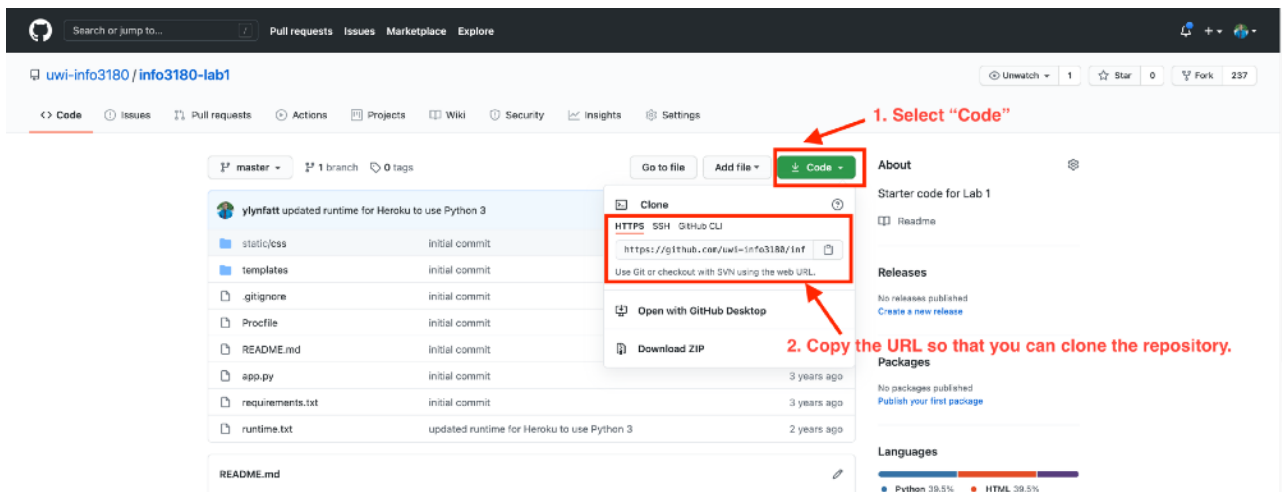 Search or jump to... /
Pull requests Issues Marketplace Explore
uwi-info3180 / info3180-lab1
Unwatch 1 Star 0 Fork 237
<> Code Issues Pull requests Actions Projects Wiki Security Insights Settings
1. Select “Code”
master 1 branch 0 tags Go to file Add file Code
About
Starter code for Lab 1
Readme
ylynfatt updated runtime for Heroku to use Python 3
Clone
HTTPS SSH GitHub CLI
https://github.com/uwi-info3180/inf
Use Git or checkout with SVN using the web URL.
Open with GitHub Desktop
Download ZIP
static/css initial commit
templates initial commit
.gitignore initial commit
Procfile initial commit
README.md initial commit
app.py initial commit 3 years ago
requirements.txt initial commit 3 years ago
runtime.txt updated runtime for Heroku to use Python 3 2 years ago
Releases
No releases published
Create a new release
2. Copy the URL so that you can clone the repository.
Packages
No packages published
Publish your first package
Languages
Python 39.5% HTML 39.5%
README.md